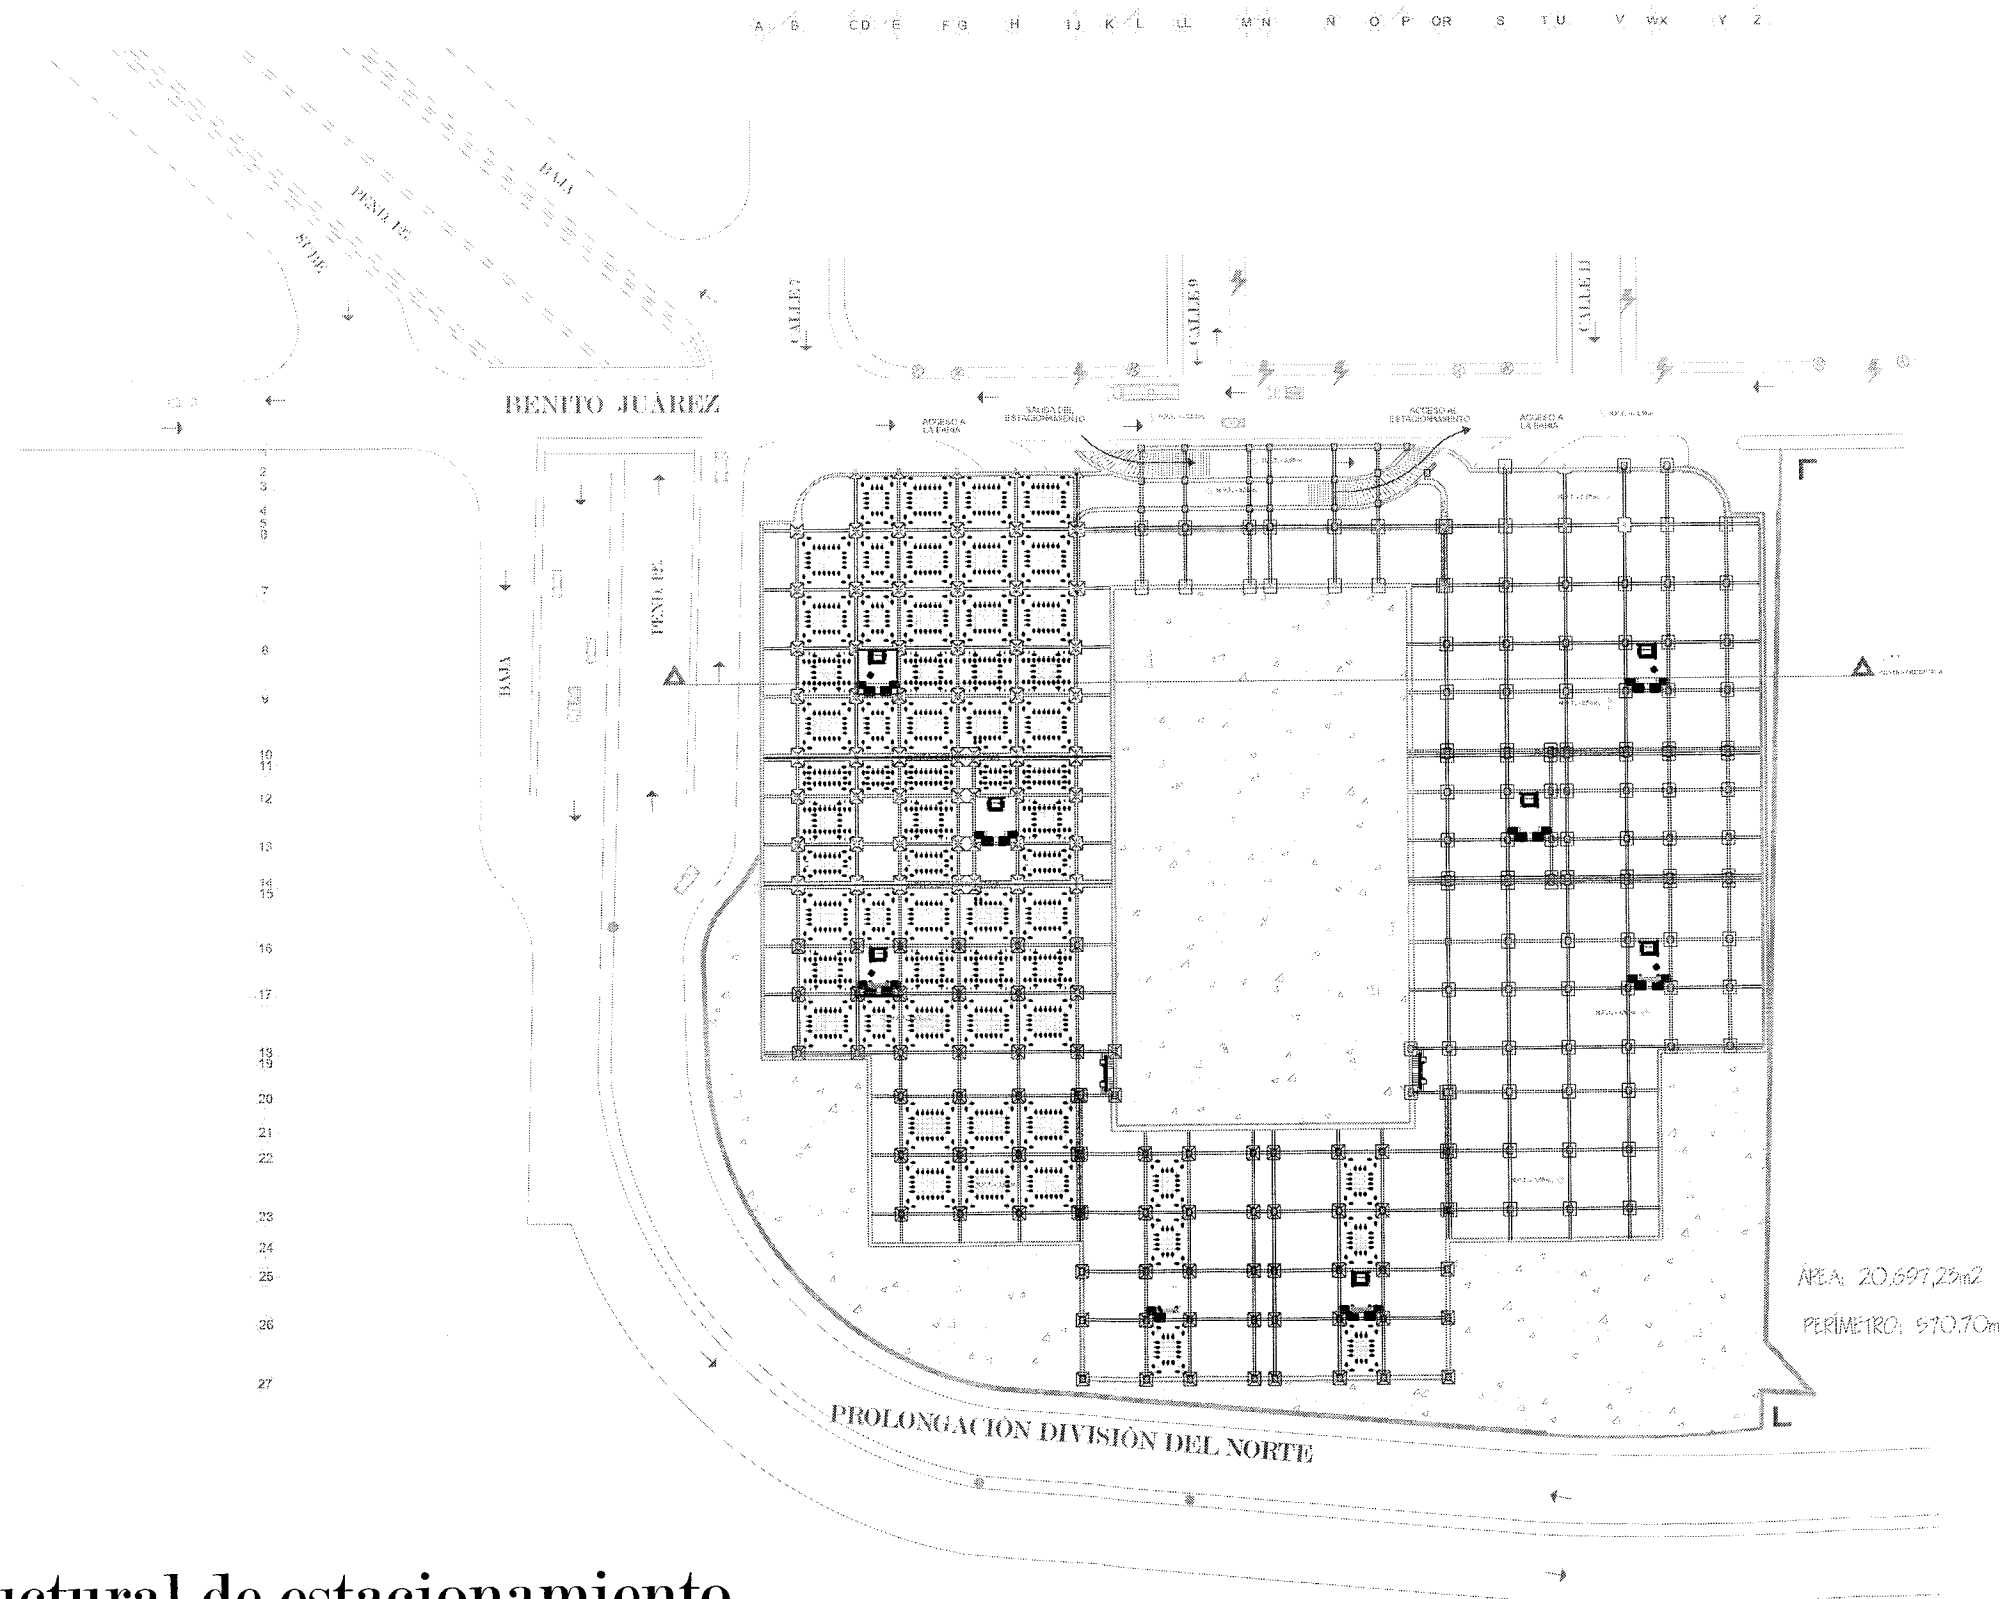 A B C D E F G H I J K L LL M N Ñ O P Q R S T U V W X Y Z
BAJA
PEND. 12%
SUBE
CALLE 7
CALLE 9
CALLE 11
BENITO JUÁREZ
ACCESO A
LA BAHIA
SALIDA DEL
ESTACIONAMIENTO
ACCESO AL
ESTACIONAMIENTO
ACCESO A
LA BAHIA
BAJA
2
3
4
5
6
7
8
9
10
11
12
13
14
15
16
17
18
19
20
21
22
23
24
25
26
27
ÁREA: 20,697,23m2
PERÍMETRO: 570.70m
PROLONGACIÓN DIVISIÓN DEL NORTE
uctural de estacionamiento